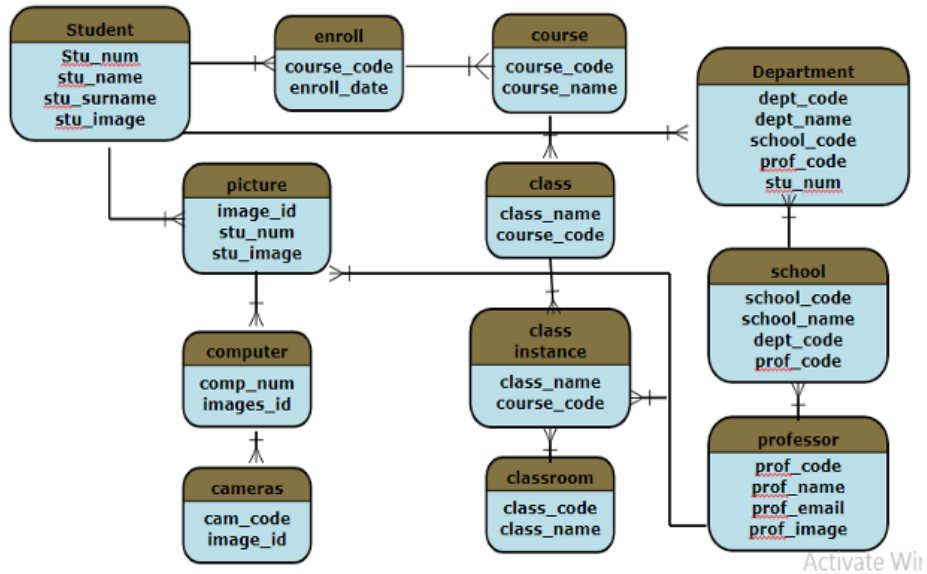 Student
Stu_num
stu_name
stu_surname
stu_image
enroll
course_code
enroll_date
course
course_code
course_name
Department
dept_code
dept_name
school_code
prof_code
stu_num
picture
image_id
stu_num
stu_image
class
class_name
course_code
school
school_code
school_name
dept_code
prof_code
computer
comp_num
images_id
class
instance
class_name
course_code
professor
prof_code
prof_name
prof_email
prof_image
cameras
cam_code
image_id
classroom
class_code
class_name
Activate Wi